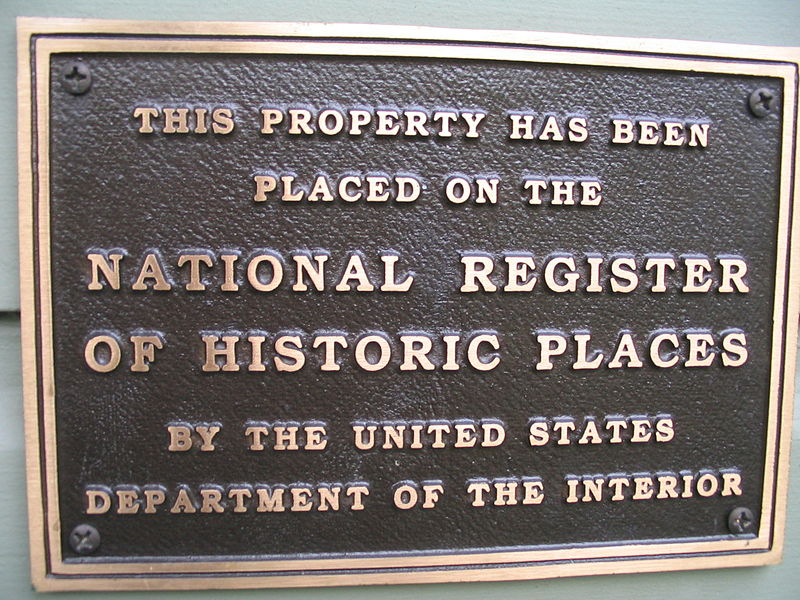 THIS PROPERTY HAS BEEN
PLACED ON THE
NATIONAL REGISTER
OF HISTORIC PLACES
BY THE UNITED STATES
DEPARTMENT OF THE INTERIOR